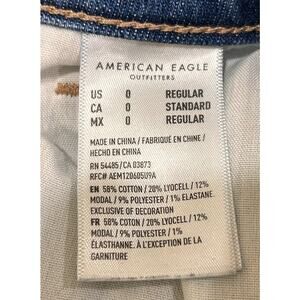 AMERICAN EAGLE
OUTFITTERS
US 0 REGULAR
CA 0 STANDARD
MX 0 REGULAR
MADE IN CHINA / FABRIQUÉ EN CHINE /
HECHO EN CHINA
RN 54485/CA 03873
RFC# AEM120605U9A
EN 58% COTTON / 20% LYOCELL / 12%
MODAL / 9% POLYESTER / 1% ELASTANE
EXCLUSIVE OF DECORATION
FR 58% COTON / 20% LYOCELL / 12%
MODAL / 9% POLYESTER / 1%
ÉLASTHANNE. À L'EXCEPTION DE LA
GARNITURE